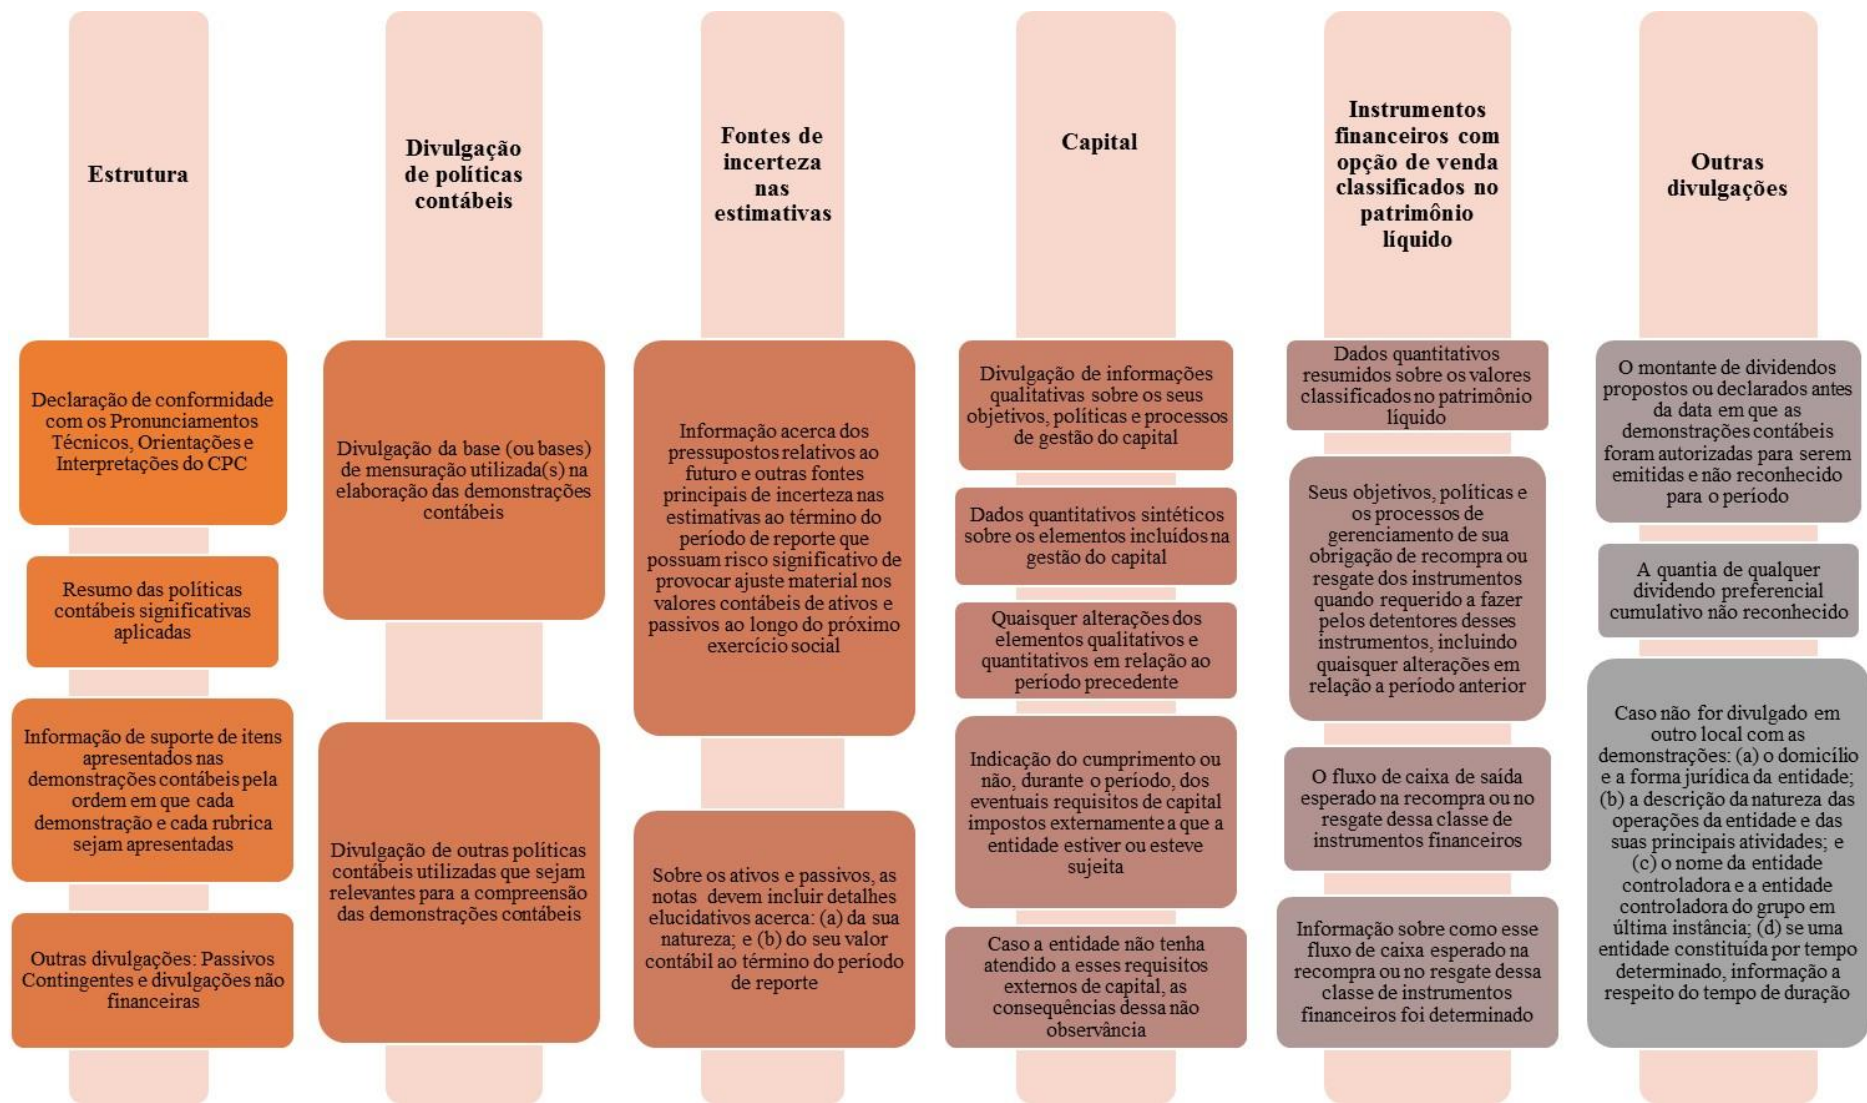 Estrutura
Declaração de conformidade
com os Pronunciamentos
Técnicos, Orientações e
Interpretações do CPC
Resumo das políticas
contábeis significativas
aplicadas
Informação de suporte de itens
apresentados nas
demonstrações contábeis pela
ordem em que cada
demonstração e cada rubrica
sejam apresentadas
Outras divulgações: Passivos
Contingentes e divulgações não
financeiras
Divulgação
de políticas
contábeis
Divulgação da base (ou bases)
de mensuração utilizada(s) na
elaboração das demonstrações
contábeis
Divulgação de outras políticas
contábeis utilizadas que sejam
relevantes para a compreensão
das demonstrações contábeis
Fontes de
incerteza
nas
estimativas
Informação acerca dos
pressupostos relativos ao
futuro e outras fontes
principais de incerteza nas
estimativas ao término do
período de reporte que
possuam risco significativo de
provocar ajuste material nos
valores contábeis de ativos e
passivos ao longo do próximo
exercício social
Sobre os ativos e passivos, as
notas devem incluir detalhes
elucidativos acerca: (a) da sua
natureza; e (b) do seu valor
contábil ao término do período
de reporte
Capital
Divulgação de informações
qualitativas sobre os seus
objetivos, políticas e processos
de gestão do capital
Dados quantitativos sintéticos
sobre os elementos incluídos na
gestão do capital
Quaisquer alterações dos
elementos qualitativos e
quantitativos em relação ao
período precedente
Indicação do cumprimento ou
não, durante o período, dos
eventuais requisitos de capital
impostos externamente a que a
entidade estiver ou esteve
sujeita
Caso a entidade não tenha
atendido a esses requisitos
externos de capital, as
consequências dessa não
observância
Instrumentos
financeiros com
opção de venda
classificados no
patrimônio
líquido
Dados quantitativos
resumidos sobre os valores
classificados no patrimônio
líquido
Seus objetivos, políticas e
os processos de
gerenciamento de sua
obrigação de recompra ou
resgate dos instrumentos
quando requerido a fazer
pelos detentores desses
instrumentos, incluindo
quaisquer alterações em
relação a período anterior
O fluxo de caixa de saída
esperado na recompra ou no
resgate dessa classe de
instrumentos financeiros
Informação sobre como esse
fluxo de caixa esperado na
recompra ou no resgate dessa
classe de instrumentos
financeiros foi determinado
Outras
divulgações
O montante de dividendos
propostos ou declarados antes
da data em que as
demonstrações contábeis
foram autorizadas para serem
emitidas e não reconhecido
para o período
A quantia de qualquer
dividendo preferencial
cumulativo não reconhecido
Caso não for divulgado em
outro local com as
demonstrações: (a) o domicílio
e a forma jurídica da entidade;
(b) a descrição da natureza das
operações da entidade e das
suas principais atividades; e
(c) o nome da entidade
controladora e a entidade
controladora do grupo em
última instância; (d) se uma
entidade constituída por tempo
determinado, informação a
respeito do tempo de duração